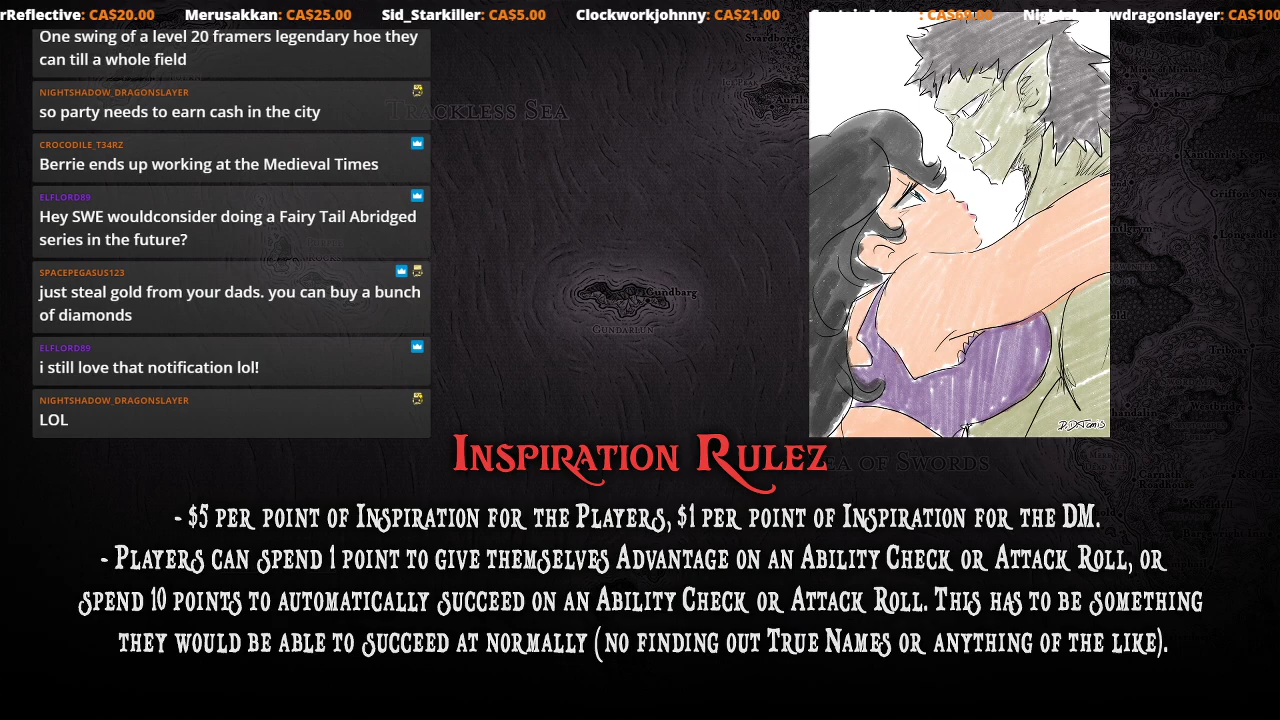 rReflective: CA$20.00 Merusakkan: CA$25.00 Sid_Starkiller: CA$5.00 Clockworkjohnny: CA$21.00
One swing of a level 20 framers legendary hoe they
can till a whole field
NIGHTSHADOW_DRAGONSLAYER
so party needs to earn cash in the city
CROCODILE_T34RZ
Berrie ends up working at the Medieval Times
ELFLORD89
Hey SWE wouldconsider doing a Fairy Tail Abridged
series in the future?
SPACEPEGASUS123
just steal gold from your dads. you can buy a bunch
of diamonds
ELFLORD89
i still love that notification lol!
NIGHTSHADOW_DRAGONSLAYER
LOL
Trackless Sea
Gundbarg
Gundarlun
Mirabar
Sea of Swords
Inspiration Rulez
- $5 per point of Inspiration for the Players, $1 per point of Inspiration for the DM.
- Players can spend 1 point to give themselves Advantage on an Ability Check or Attack Roll, or
spend 10 points to automatically succeed on an Ability Check or Attack Roll. This has to be something
they would be able to succeed at normally (no finding out True Names or anything of the like).